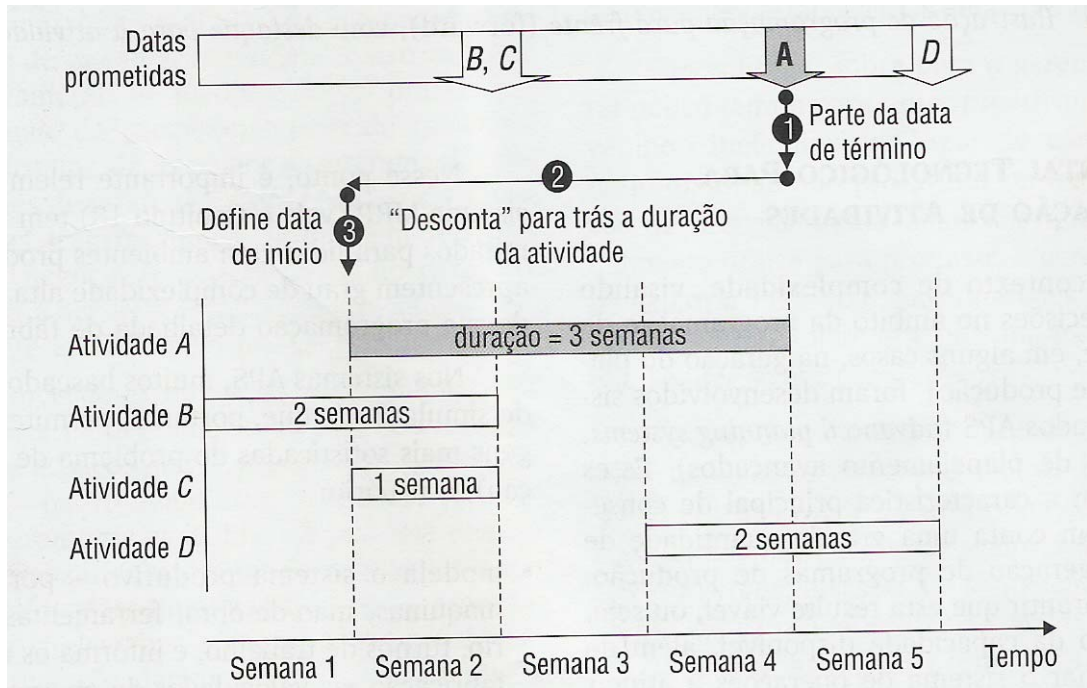 Datas
prometidas
B, C
A
D
1
Parte da data
de término
2
Define data
de início
3
"Desconta" para trás a duração
da atividade
Atividade A
duração = 3 semanas
Atividade B
2 semanas
Atividade C
1 semana
Atividade D
2 semanas
Semana 1
Semana 2
Semana 3
Semana 4
Semana 5
Tempo